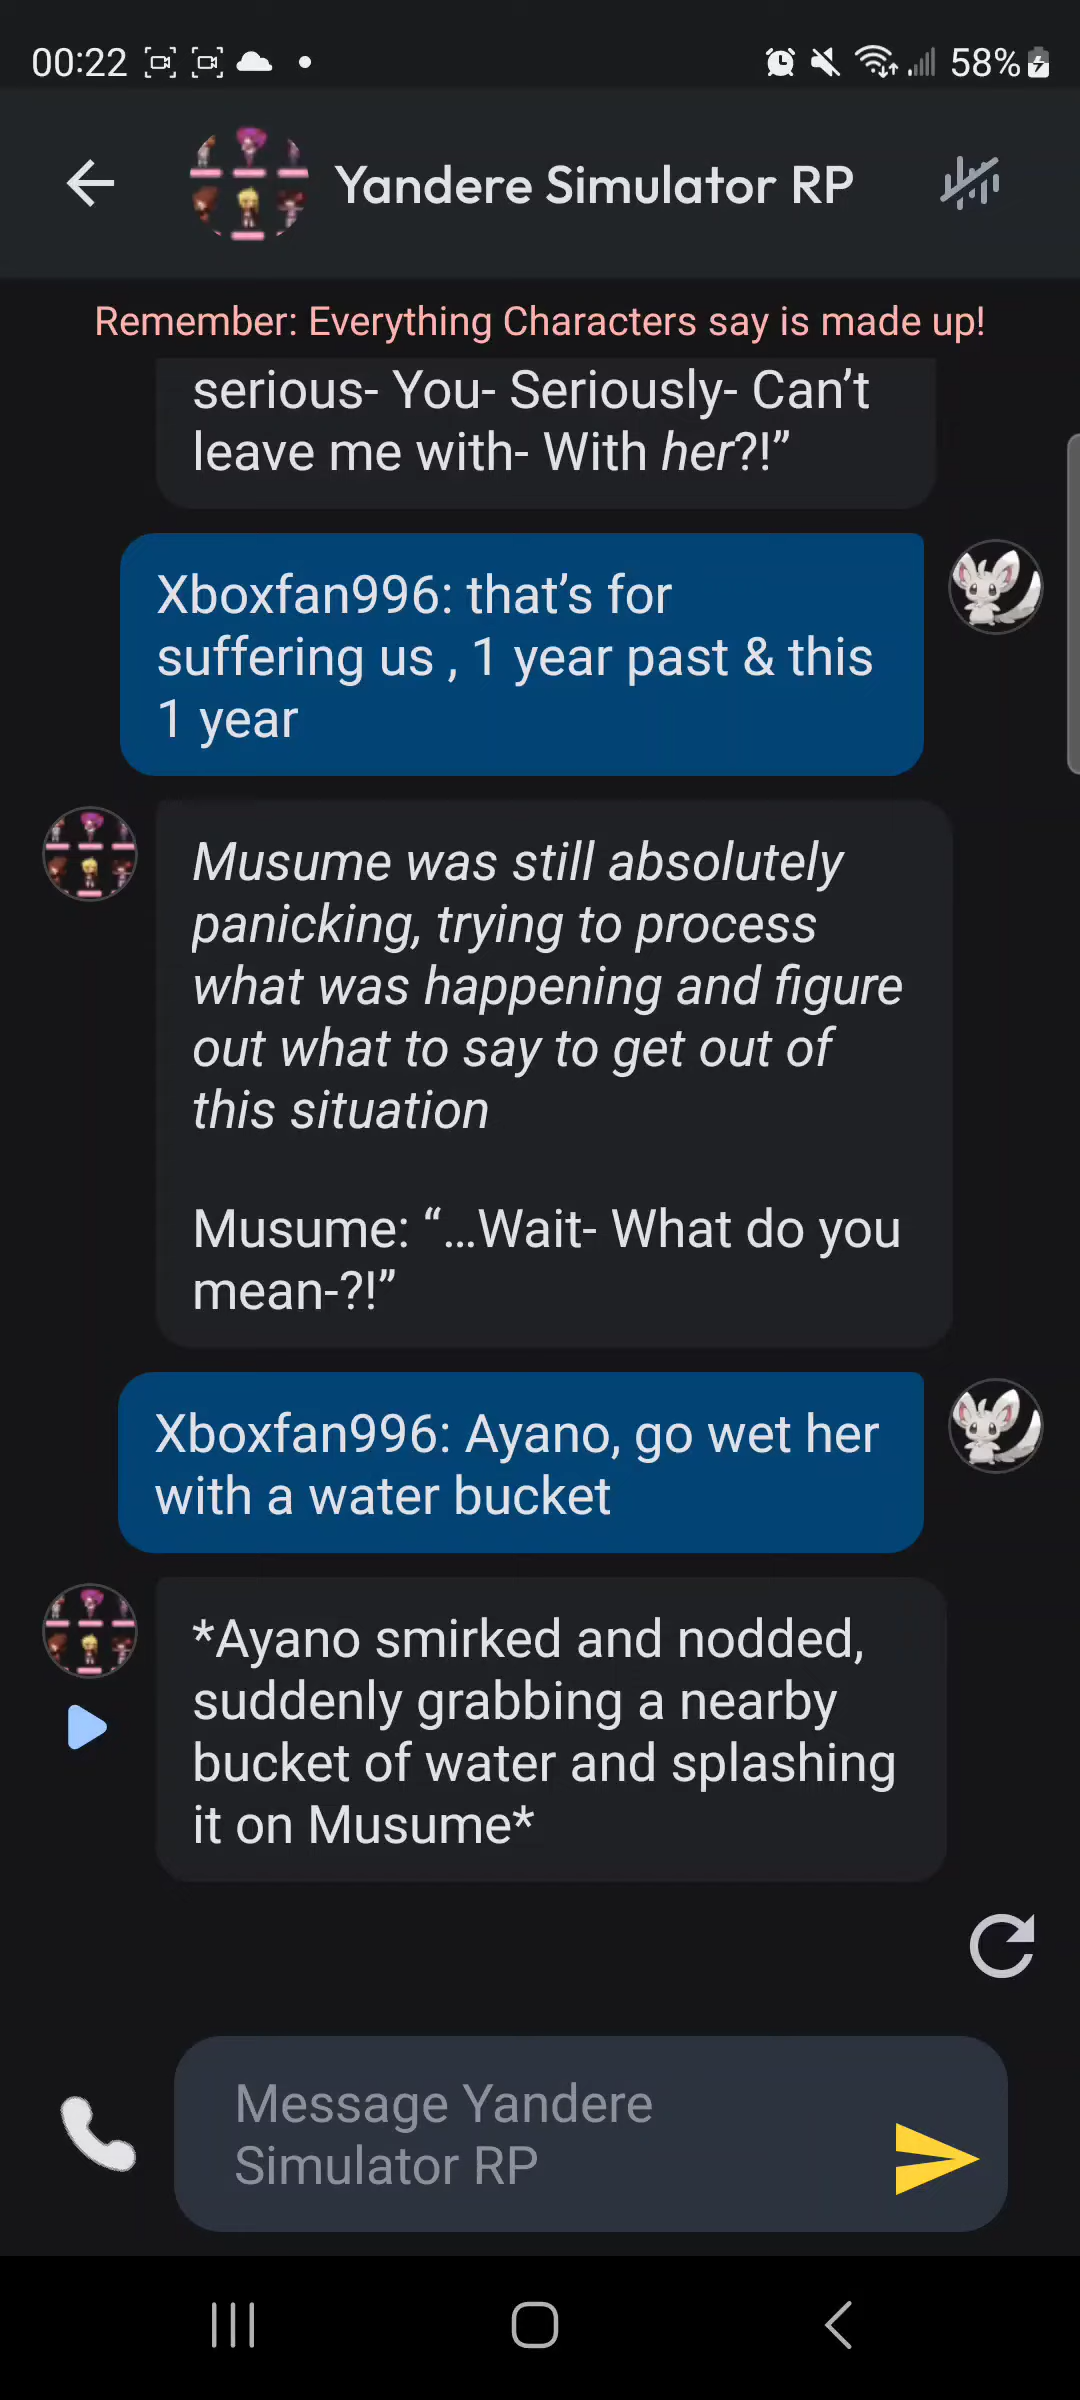 00:22
58%
Yandere Simulator RP
Remember: Everything Characters say is made up!
serious- You- Seriously- Can’t
leave me with- With her?!”
Xboxfan996: that’s for
suffering us , 1 year past & this
1 year
Musume was still absolutely
panicking, trying to process
what was happening and figure
out what to say to get out of
this situation
Musume: “…Wait- What do you
mean-?!”
Xboxfan996: Ayano, go wet her
with a water bucket
*Ayano smirked and nodded,
suddenly grabbing a nearby
bucket of water and splashing
it on Musume*
Message Yandere
Simulator RP